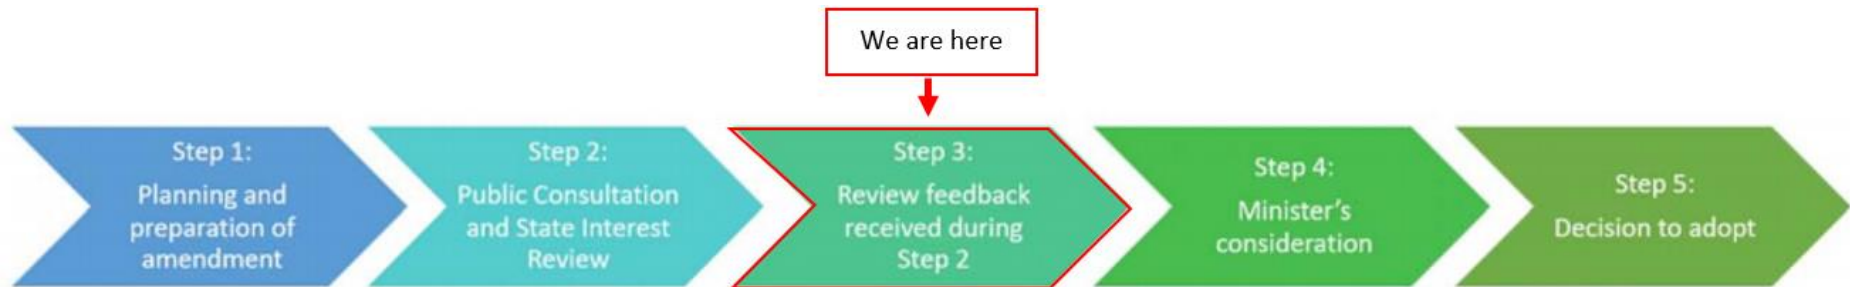 We are here
Step 1:
Planning and
preparation of
amendment
Step 2:
Public Consultation
and State Interest
Review
Step 3:
Review feedback
received during
Step 2
Step 4:
Minister's
consideration
Step 5:
Decision to adopt